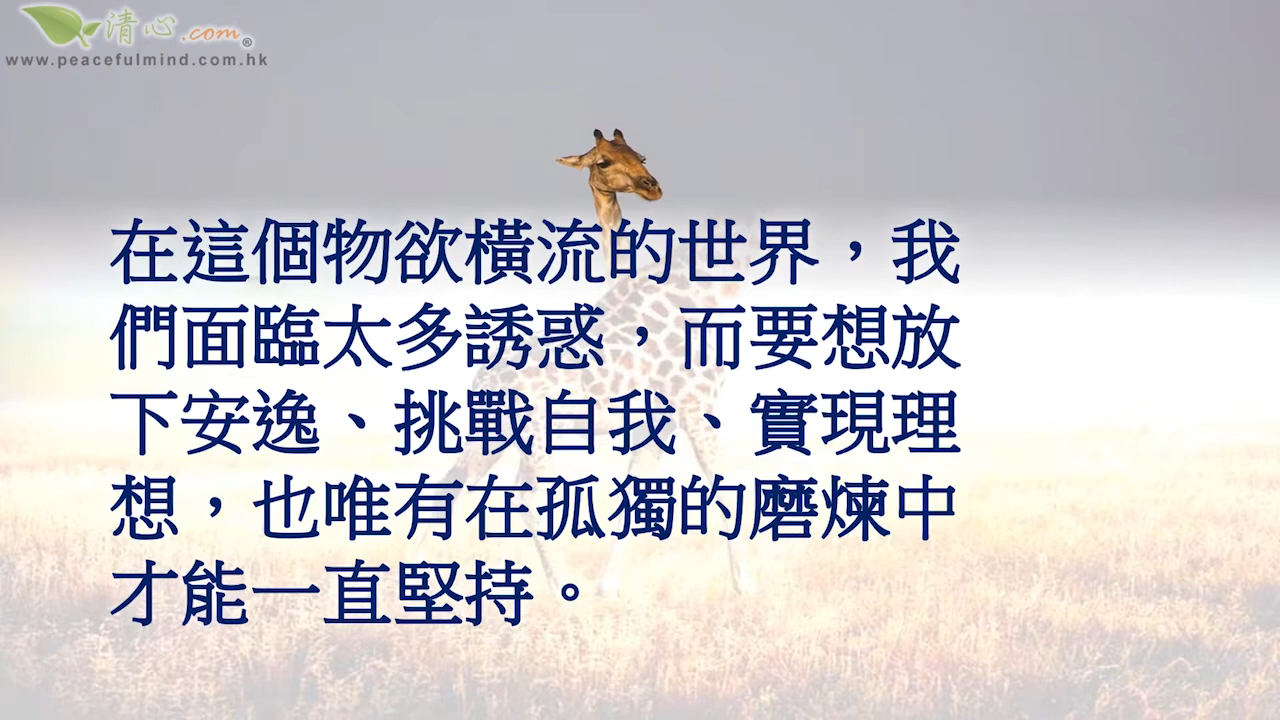 清心.com®
www.peacefulmind.com.hk
在這個物欲橫流的世界，我
們面臨太多誘惑，而要想放
下安逸、挑戰自我、實現理
想，也唯有在孤獨的磨煉中
才能一直堅持。